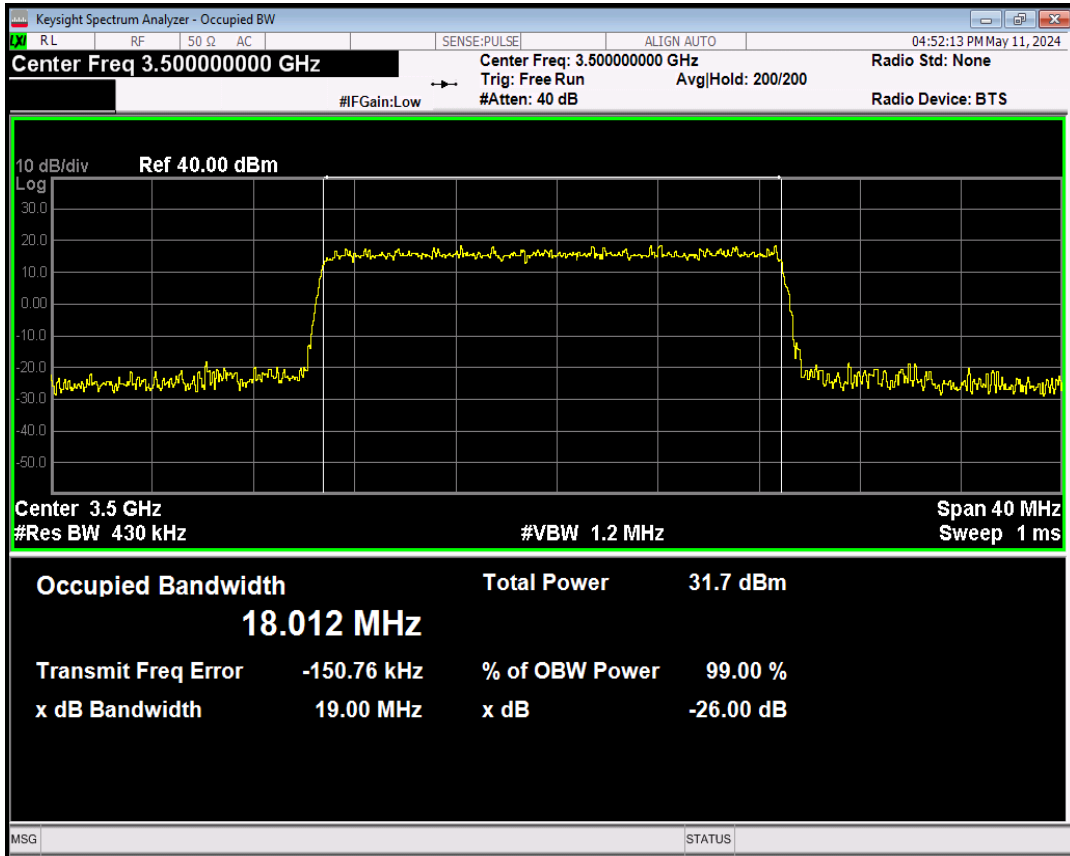 Keysight Spectrum Analyzer - Occupied BW
LXI RL RF 50 Ω AC SENSE:PULSE ALIGN AUTO 04:52:13 PM May 11, 2024
Center Freq 3.500000000 GHz Center Freq: 3.500000000 GHz Radio Std: None
Trig: Free Run Avg|Hold: 200/200
#IFGain:Low #Atten: 40 dB Radio Device: BTS
10 dB/div Ref 40.00 dBm
Log
30.0
20.0
10.0
0.00
-10.0
-20.0
-30.0
-40.0
-50.0
Center 3.5 GHz Span 40 MHz
#Res BW 430 kHz #VBW 1.2 MHz Sweep 1 ms
Occupied Bandwidth Total Power 31.7 dBm
18.012 MHz
Transmit Freq Error -150.76 kHz % of OBW Power 99.00 %
x dB Bandwidth 19.00 MHz x dB -26.00 dB
MSG STATUS